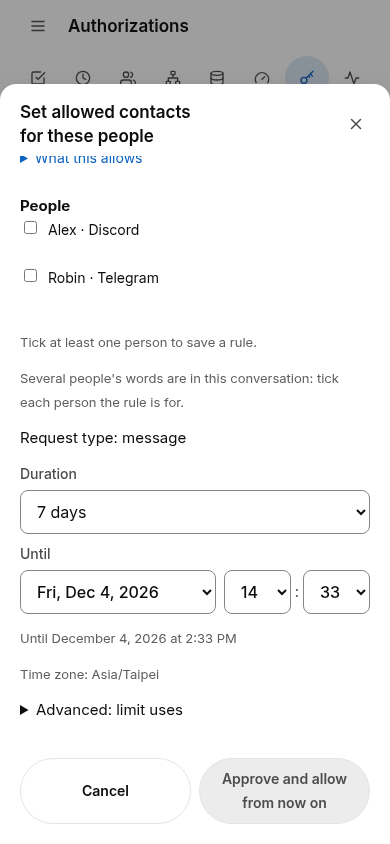 Authorizations
Set allowed contacts
for these people
What this allows
People
Alex · Discord
Robin · Telegram
Tick at least one person to save a rule.
Several people's words are in this conversation: tick
each person the rule is for.
Request type: message
Duration
7 days
Until
Fri, Dec 4, 2026
14 : 33
Until December 4, 2026 at 2:33 PM
Time zone: Asia/Taipei
Advanced: limit uses
Cancel
Approve and allow
from now on